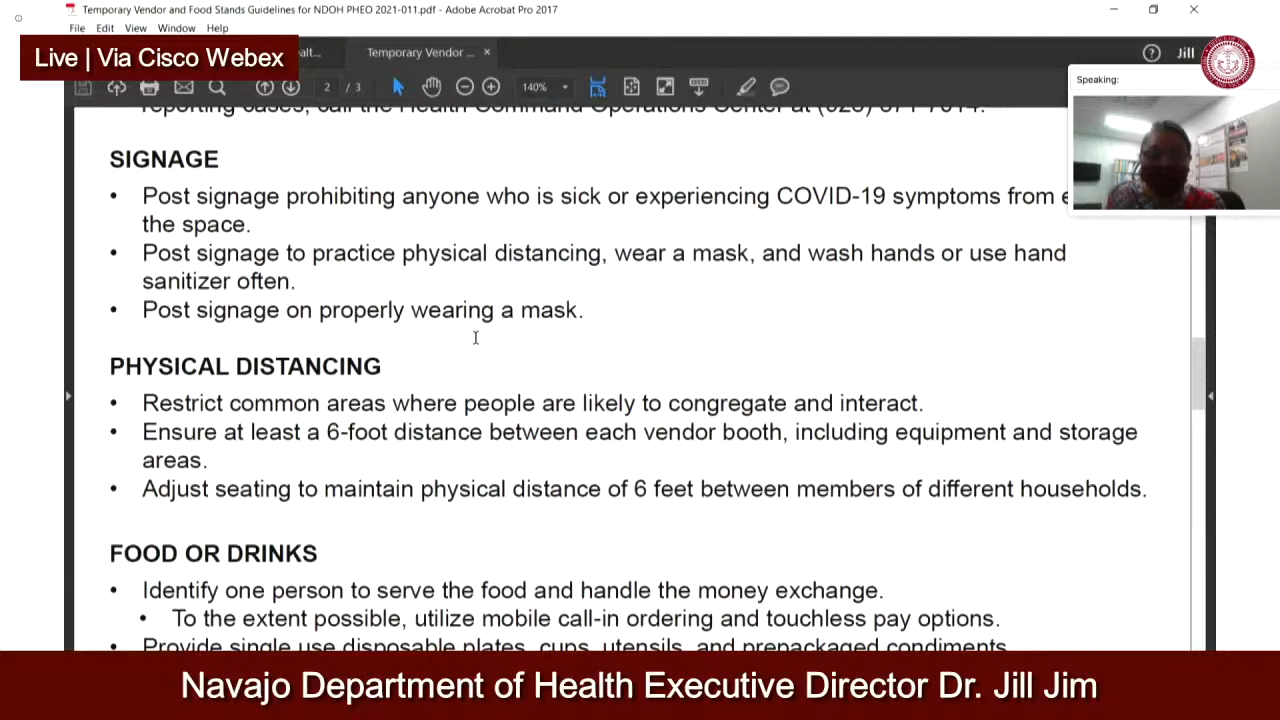 Temporary Vendor and Food Stands Guidelines for NDOH PHEO 2021-011.pdf - Adobe Acrobat Pro 2017
File Edit View Window Help
Live | Via Cisco Webex
alt...
Temporary Vendor ... ×
Jill
2 / 3
140%
Speaking:
reporting cases, call the Health Command Operations Center at (928) 871-7014.
SIGNAGE
• Post signage prohibiting anyone who is sick or experiencing COVID-19 symptoms from
the space.
• Post signage to practice physical distancing, wear a mask, and wash hands or use hand
sanitizer often.
• Post signage on properly wearing a mask.
PHYSICAL DISTANCING
• Restrict common areas where people are likely to congregate and interact.
• Ensure at least a 6-foot distance between each vendor booth, including equipment and storage
areas.
• Adjust seating to maintain physical distance of 6 feet between members of different households.
FOOD OR DRINKS
• Identify one person to serve the food and handle the money exchange.
• To the extent possible, utilize mobile call-in ordering and touchless pay options.
• Provide single use disposable plates, cups, utensils, and prepackaged condiments
Navajo Department of Health Executive Director Dr. Jill Jim